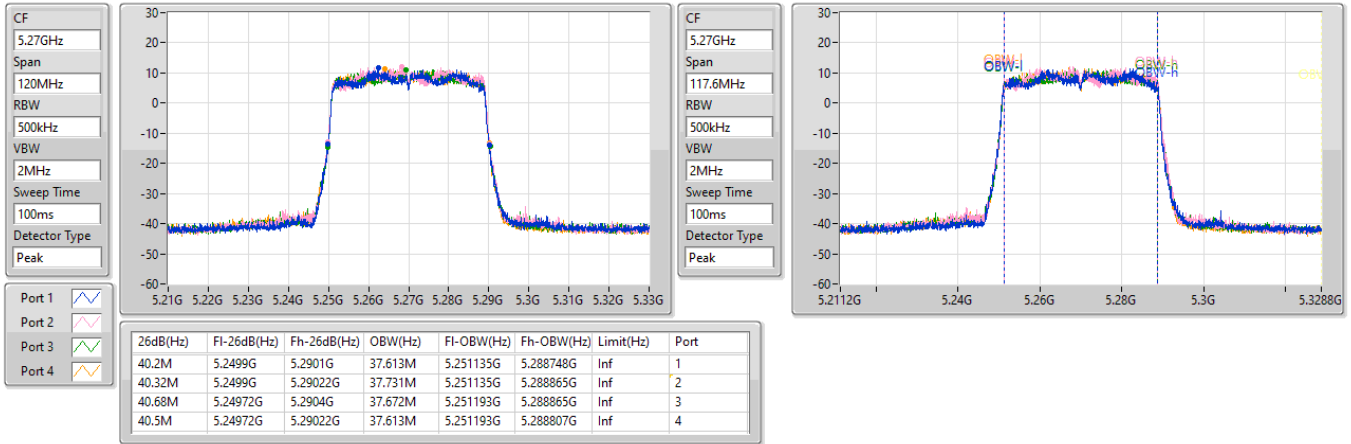 CF
5.27GHz
Span
120MHz
RBW
500kHz
VBW
2MHz
Sweep Time
100ms
Detector Type
Peak
30
20
10
0
-10
-20
-30
-40
-50
-60
5.21G 5.22G 5.23G 5.24G 5.25G 5.26G 5.27G 5.28G 5.29G 5.30G 5.31G 5.32G 5.33G
CF
5.27GHz
Span
117.6MHz
RBW
500kHz
VBW
2MHz
Sweep Time
100ms
Detector Type
Peak
30
20
10
0
-10
-20
-30
-40
-50
-60
OBW-l
OBW-h
OBW-h
5.2112G 5.24G 5.26G 5.28G 5.3G 5.3288G
Port 1
Port 2
Port 3
Port 4
26dB(Hz) Fl-26dB(Hz) Fh-26dB(Hz) OBW(Hz) Fl-OBW(Hz) Fh-OBW(Hz) Limit(Hz) Port
40.2M 5.2499G 5.2901G 37.613M 5.251135G 5.288748G Inf 1
40.32M 5.2499G 5.29022G 37.731M 5.251135G 5.288865G Inf 2
40.68M 5.24972G 5.2904G 37.672M 5.251193G 5.288865G Inf 3
40.5M 5.24972G 5.29022G 37.613M 5.251193G 5.288807G Inf 4